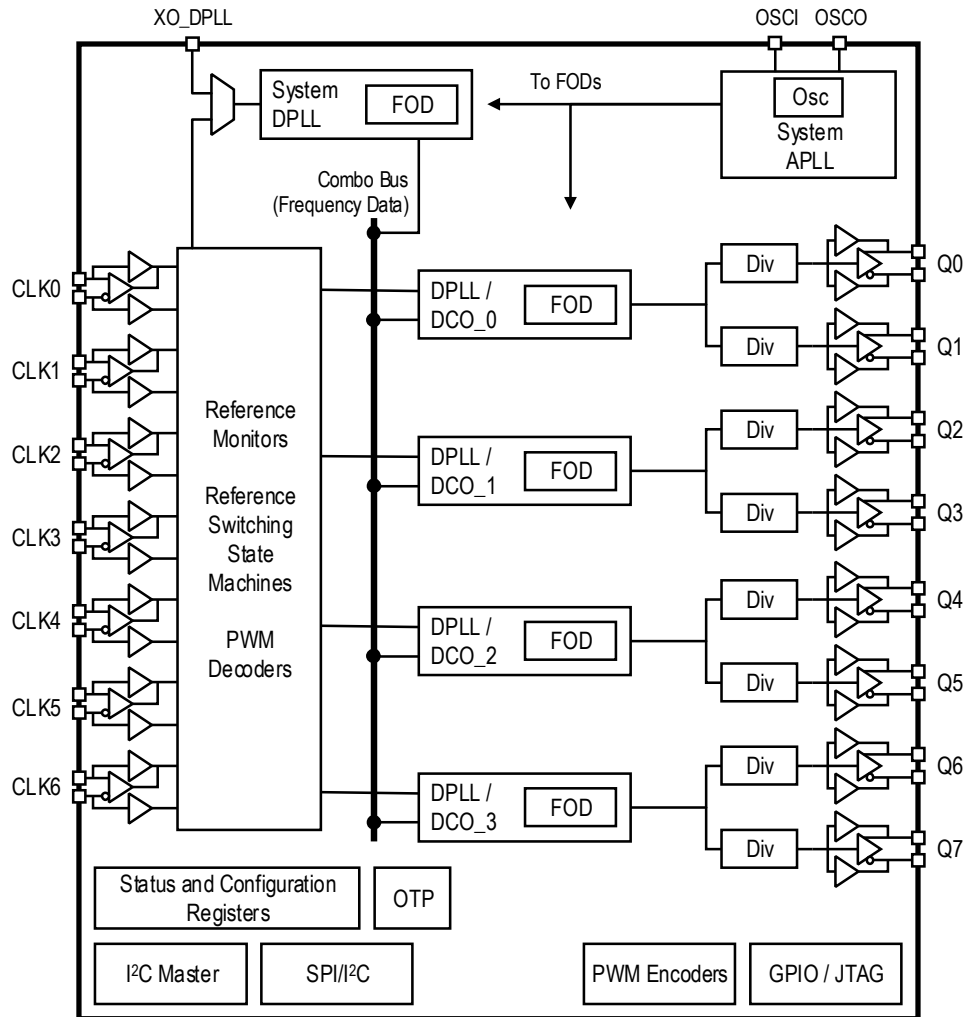 XO_DPLL
OSCI
OSCO
System
DPLL
FOD
To FODs
Osc
System
APLL
Combo Bus
(Frequency Data)
CLK0
CLK1
CLK2
CLK3
CLK4
CLK5
CLK6
Reference
Monitors
Reference
Switching
State
Machines
PWM
Decoders
DPLL /
DCO_0
FOD
DPLL /
DCO_1
FOD
DPLL /
DCO_2
FOD
DPLL /
DCO_3
FOD
Div
Q0
Div
Q1
Div
Q2
Div
Q3
Div
Q4
Div
Q5
Div
Q6
Div
Q7
Status and Configuration
Registers
OTP
I²C Master
SPI/I²C
PWM Encoders
GPIO / JTAG